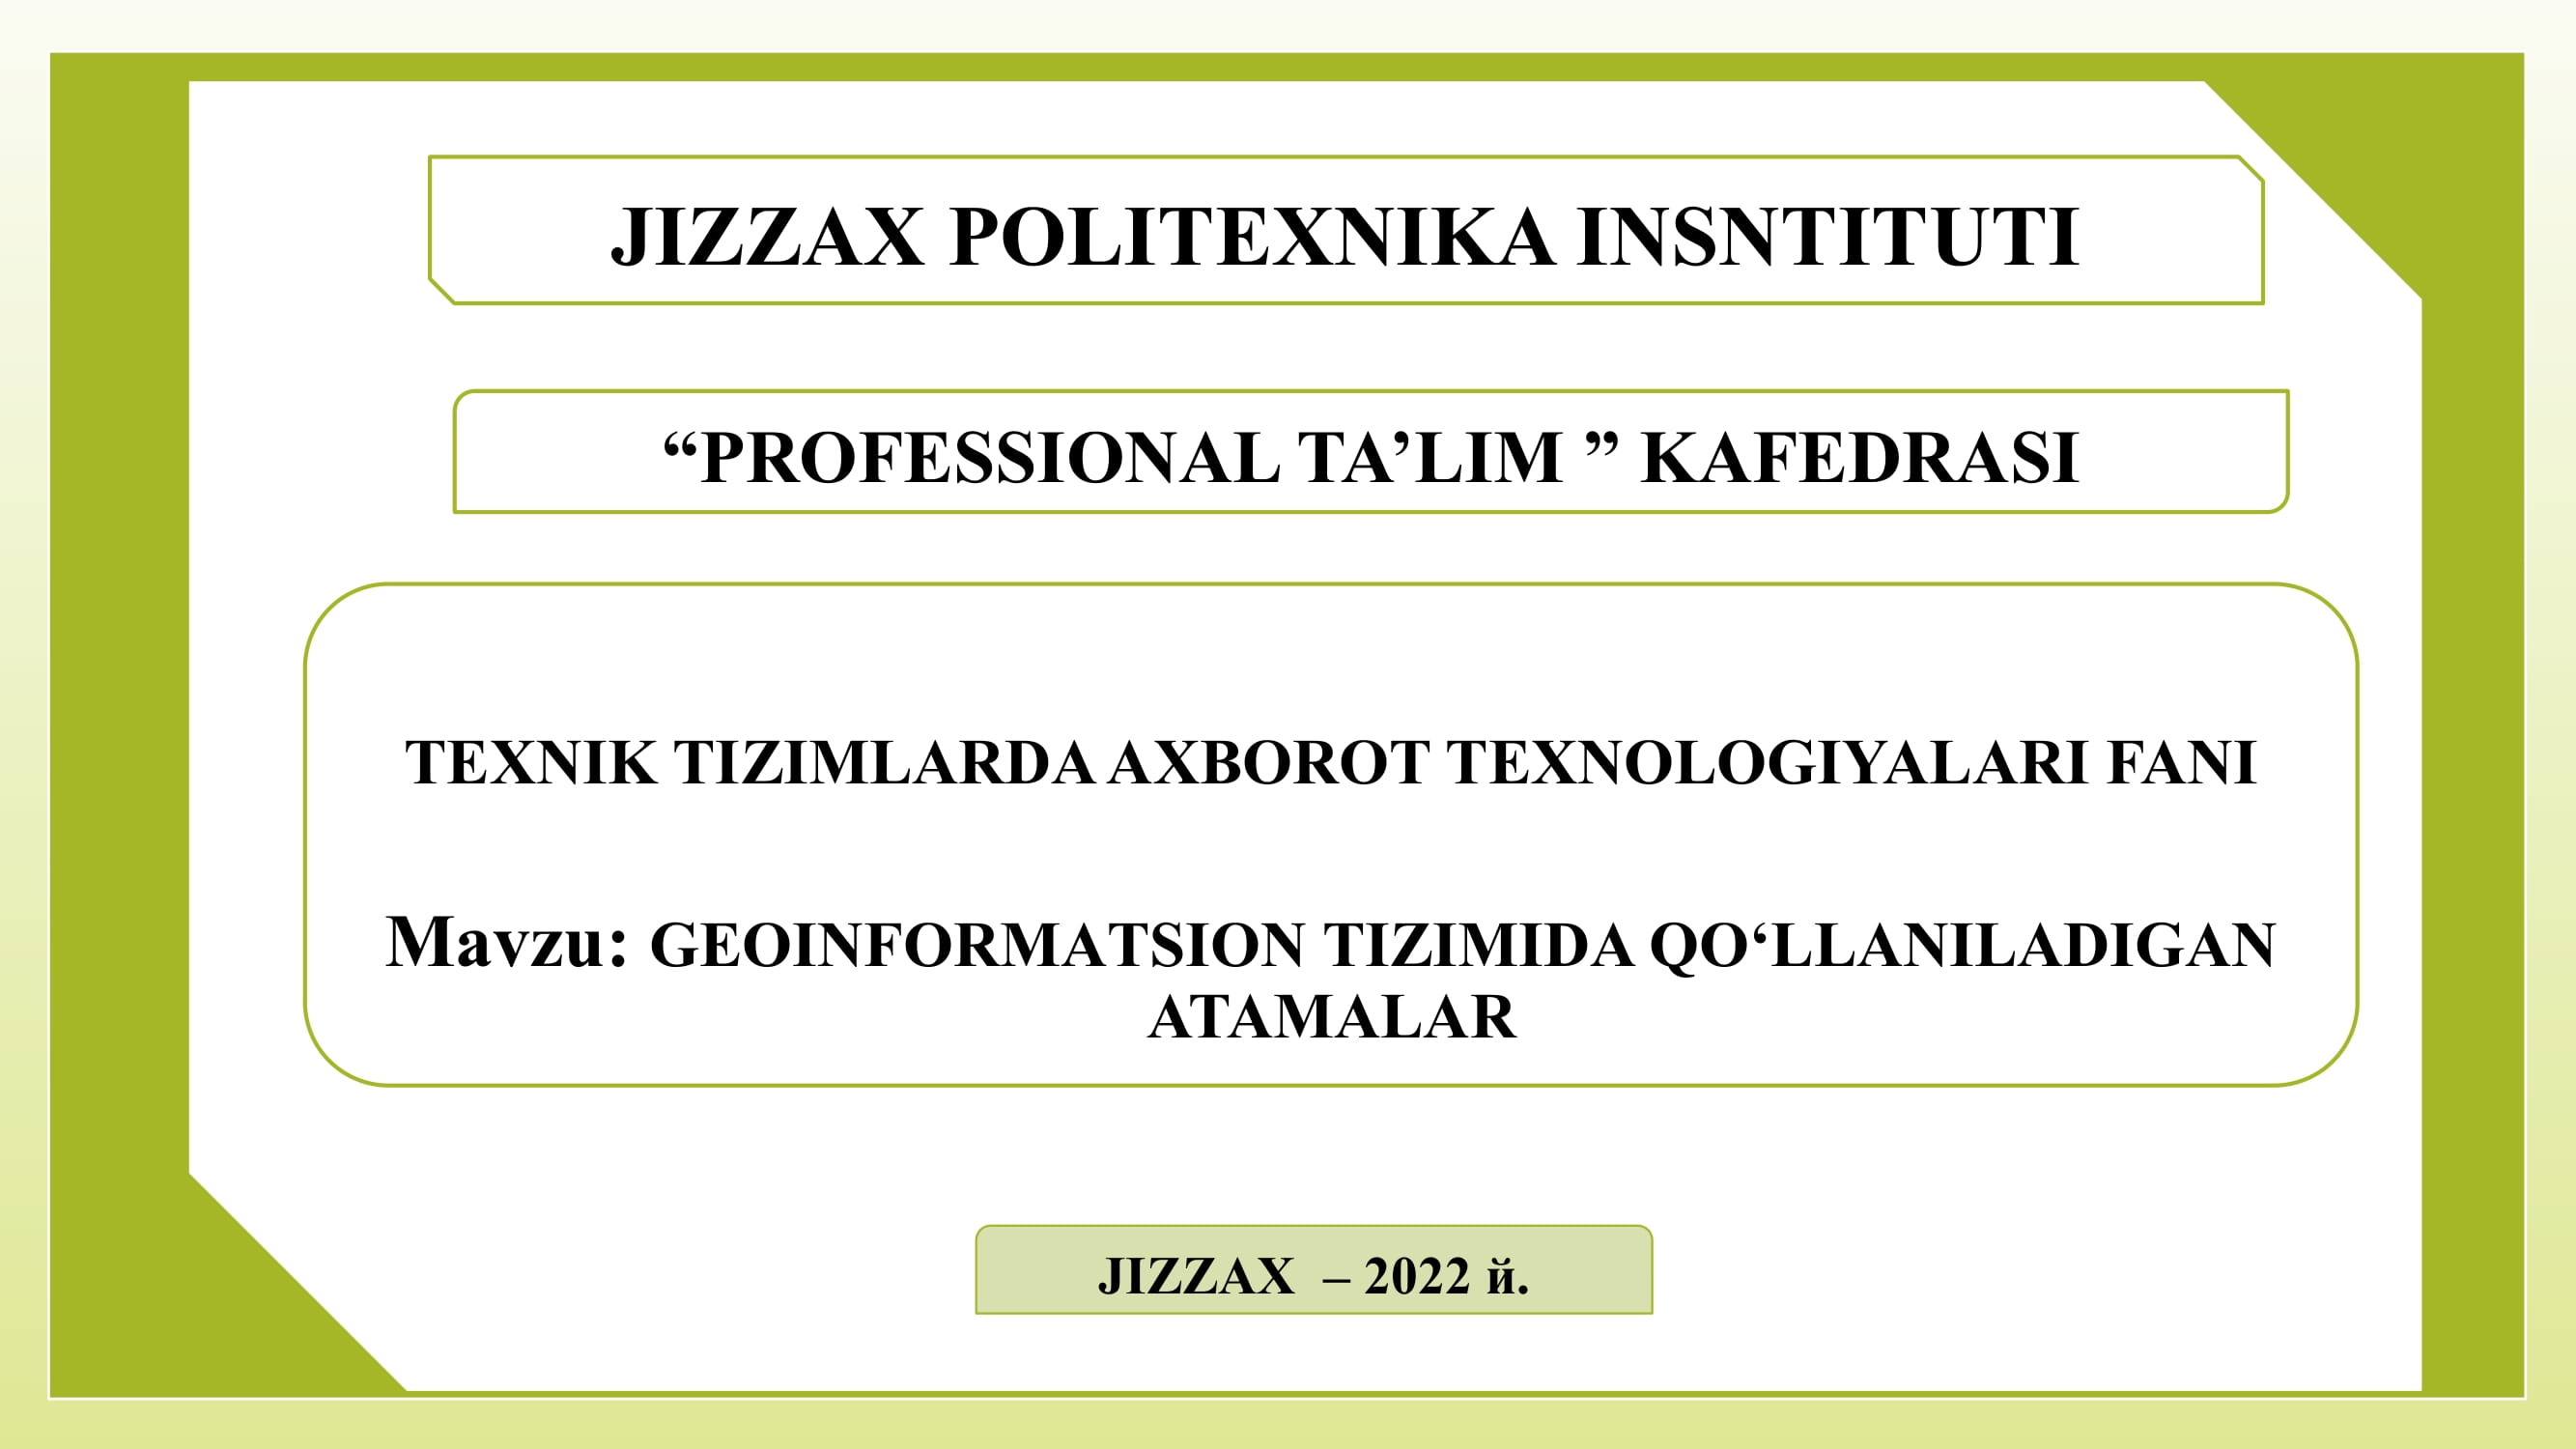 JIZZAX POLITEXNIKA INSNTITUTI
“PROFESSIONAL TA’LIM ” KAFEDRASI
TEXNIK TIZIMLARDA AXBOROT TEXNOLOGIYALARI FANI
Mavzu: GEOINFORMATSION TIZIMIDA QO‘LLANILADIGAN
ATAMALAR
JIZZAX – 2022 й.